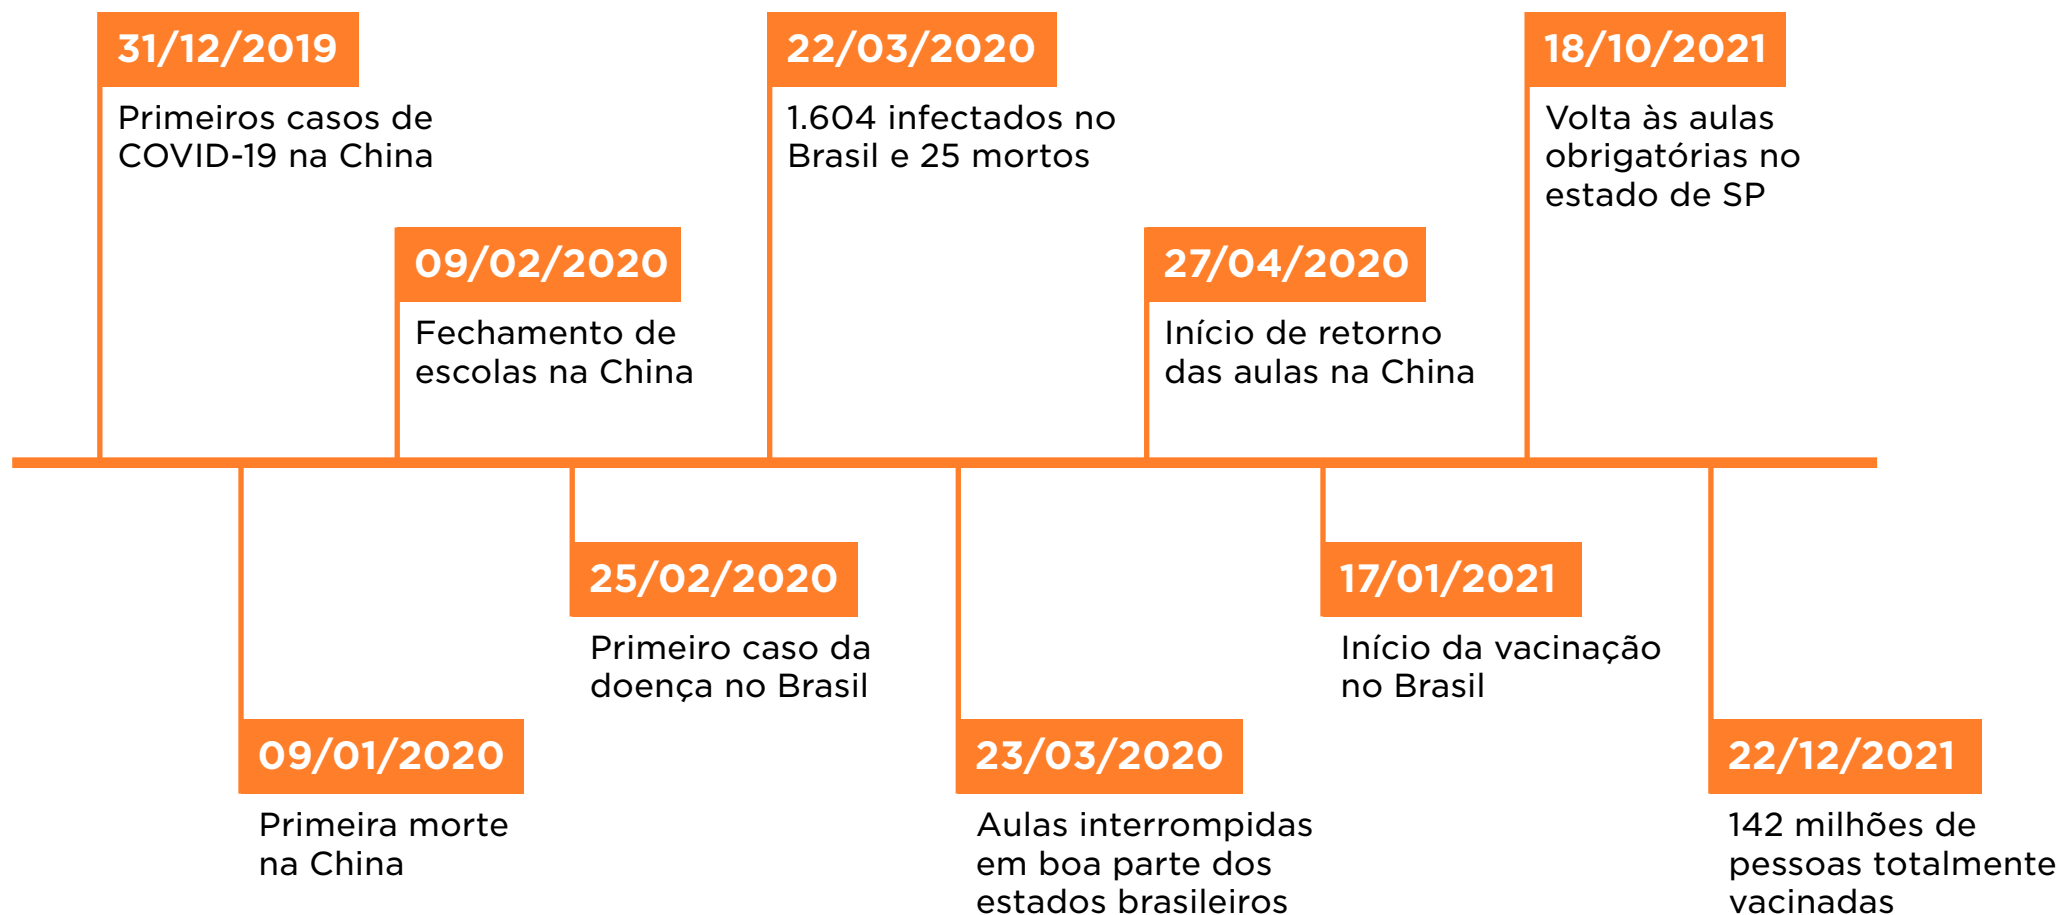 31/12/2019
Primeiros casos de
COVID-19 na China
09/01/2020
Primeira morte
na China
09/02/2020
Fechamento de
escolas na China
25/02/2020
Primeiro caso da
doença no Brasil
22/03/2020
1.604 infectados no
Brasil e 25 mortos
23/03/2020
Aulas interrompidas
em boa parte dos
estados brasileiros
27/04/2020
Início de retorno
das aulas na China
17/01/2021
Início da vacinação
no Brasil
18/10/2021
Volta às aulas
obrigatórias no
estado de SP
22/12/2021
142 milhões de
pessoas totalmente
vacinadas